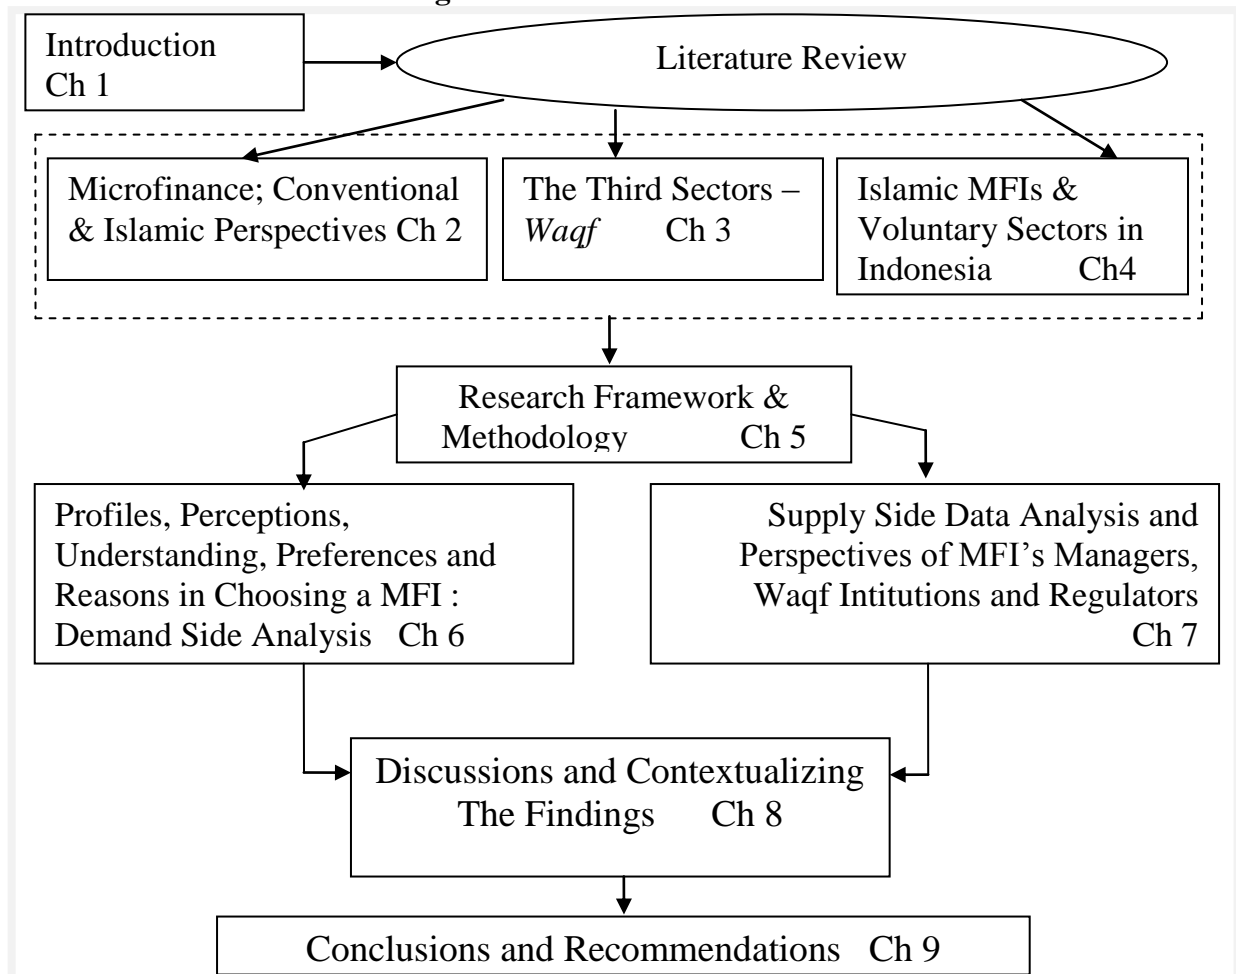 Introduction
Ch 1
Literature Review
Microfinance; Conventional
& Islamic Perspectives Ch 2
The Third Sectors –
Waqf Ch 3
Islamic MFIs &
Voluntary Sectors in
Indonesia Ch4
Research Framework &
Methodology Ch 5
Profiles, Perceptions,
Understanding, Preferences and
Reasons in Choosing a MFI :
Demand Side Analysis Ch 6
Supply Side Data Analysis and
Perspectives of MFI’s Managers,
Waqf Intitutions and Regulators
Ch 7
Discussions and Contextualizing
The Findings Ch 8
Conclusions and Recommendations Ch 9